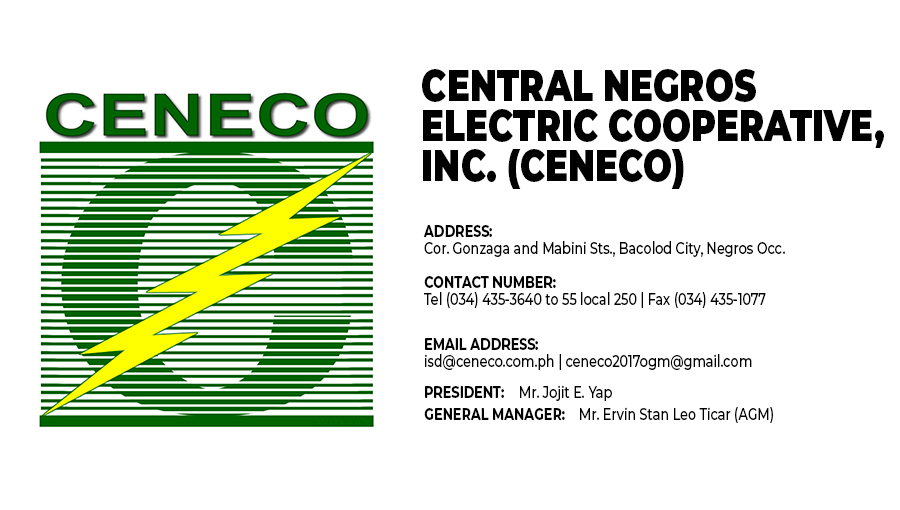 CENECO
CENTRAL NEGROS
ELECTRIC COOPERATIVE,
INC. (CENECO)
ADDRESS:
Cor. Gonzaga and Mabini Sts., Bacolod City, Negros Occ.
CONTACT NUMBER:
Tel (034) 435-3640 to 55 local 250 | Fax (034) 435-1077
EMAIL ADDRESS:
isd@ceneco.com.ph | ceneco2017ogm@gmail.com
PRESIDENT: Mr. Jojit E. Yap
GENERAL MANAGER: Mr. Ervin Stan Leo Ticar (AGM)